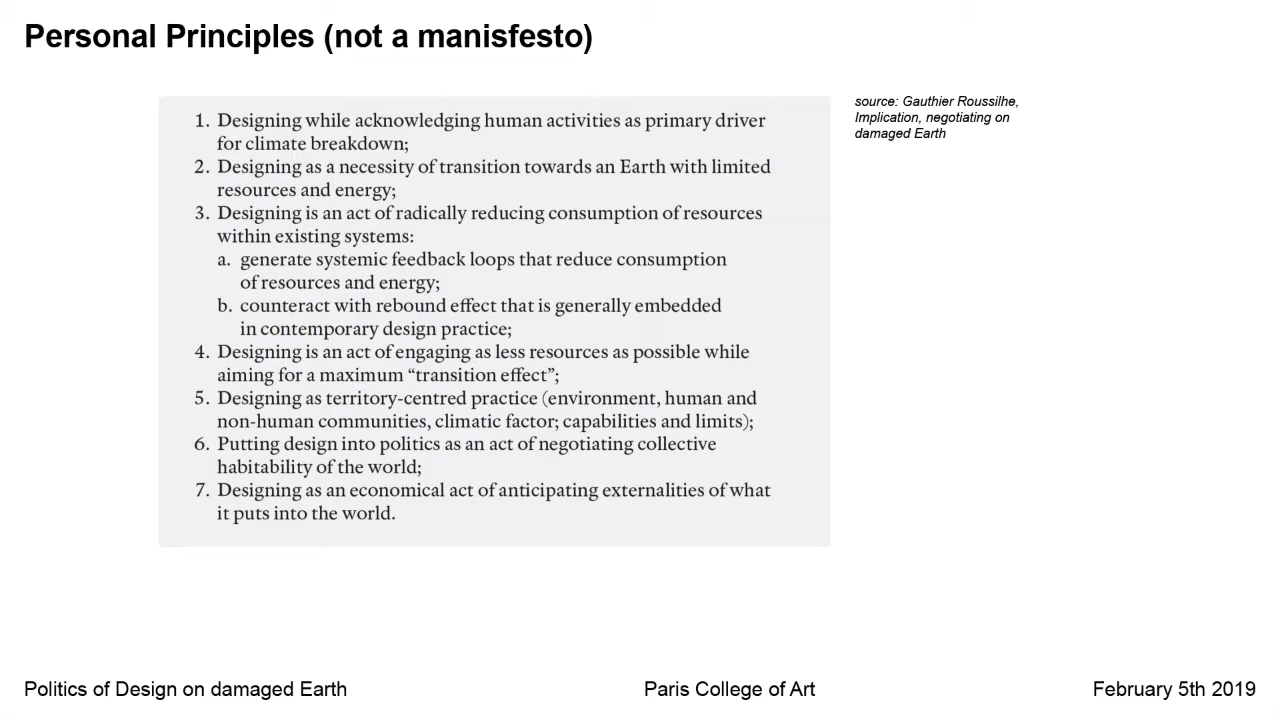 Personal Principles (not a manisfesto)
1. Designing while acknowledging human activities as primary driver
for climate breakdown;
2. Designing as a necessity of transition towards an Earth with limited
resources and energy;
3. Designing is an act of radically reducing consumption of resources
within existing systems:
a. generate systemic feedback loops that reduce consumption
of resources and energy;
b. counteract with rebound effect that is generally embedded
in contemporary design practice;
4. Designing is an act of engaging as less resources as possible while
aiming for a maximum “transition effect”;
5. Designing as territory-centred practice (environment, human and
non-human communities, climatic factor; capabilities and limits);
6. Putting design into politics as an act of negotiating collective
habitability of the world;
7. Designing as an economical act of anticipating externalities of what
it puts into the world.
source: Gauthier Roussilhe,
Implication, negotiating on
damaged Earth
Politics of Design on damaged Earth
Paris College of Art
February 5th 2019